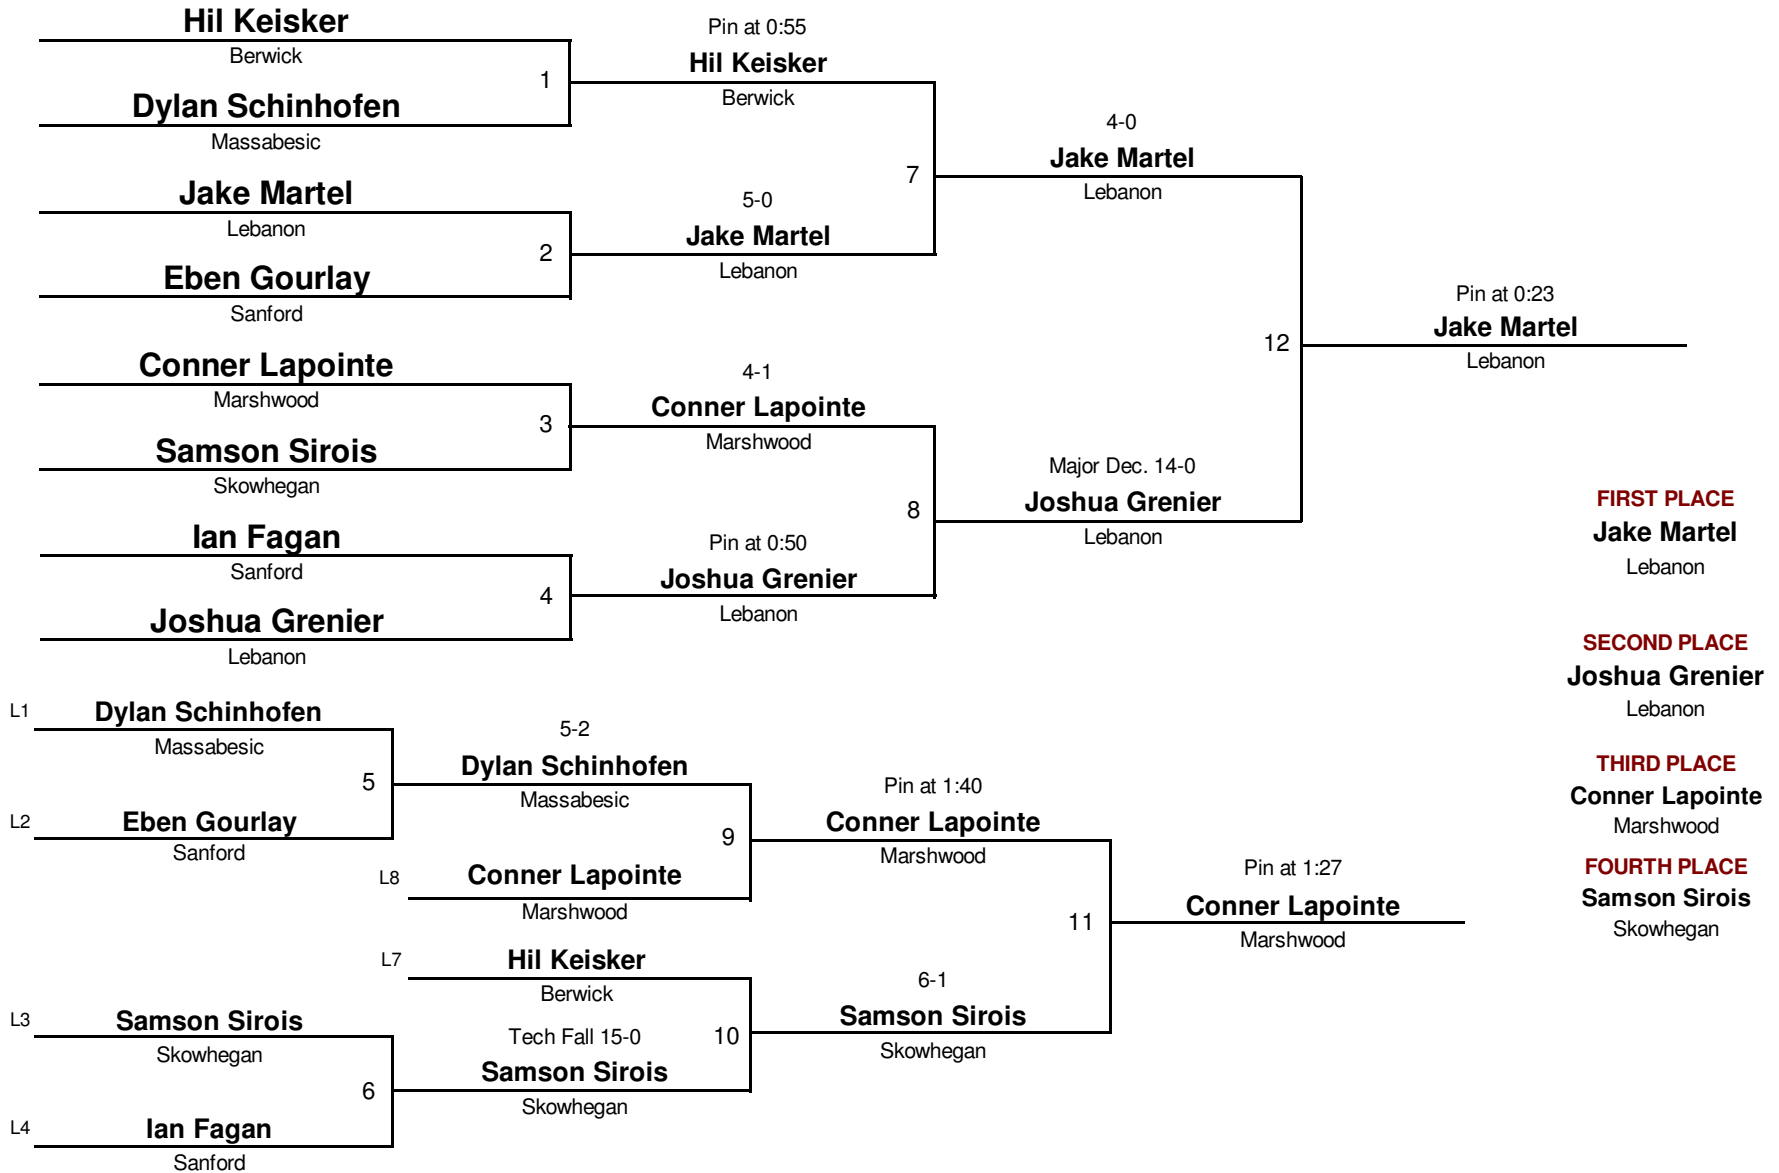 Hil Keisker
Berwick
1
Dylan Schinhofen
Massabesic
Jake Martel
Lebanon
2
Eben Gourlay
Sanford
Conner Lapointe
Marshwood
3
Samson Sirois
Skowhegan
Ian Fagan
Sanford
4
Joshua Grenier
Lebanon
Pin at 0:55
Hil Keisker
Berwick
7
5-0
Jake Martel
Lebanon
4-1
Conner Lapointe
Marshwood
8
Pin at 0:50
Joshua Grenier
Lebanon
4-0
Jake Martel
Lebanon
12
Major Dec. 14-0
Joshua Grenier
Lebanon
Pin at 0:23
Jake Martel
Lebanon
L1
Dylan Schinhofen
Massabesic
5
L2
Eben Gourlay
Sanford
L3
Samson Sirois
Skowhegan
6
L4
Ian Fagan
Sanford
5-2
Dylan Schinhofen
Massabesic
9
L8
Conner Lapointe
Marshwood
L7
Hil Keisker
Berwick
10
Tech Fall 15-0
Samson Sirois
Skowhegan
Pin at 1:40
Conner Lapointe
Marshwood
11
6-1
Samson Sirois
Skowhegan
Pin at 1:27
Conner Lapointe
Marshwood
FIRST PLACE
Jake Martel
Lebanon
SECOND PLACE
Joshua Grenier
Lebanon
THIRD PLACE
Conner Lapointe
Marshwood
FOURTH PLACE
Samson Sirois
Skowhegan